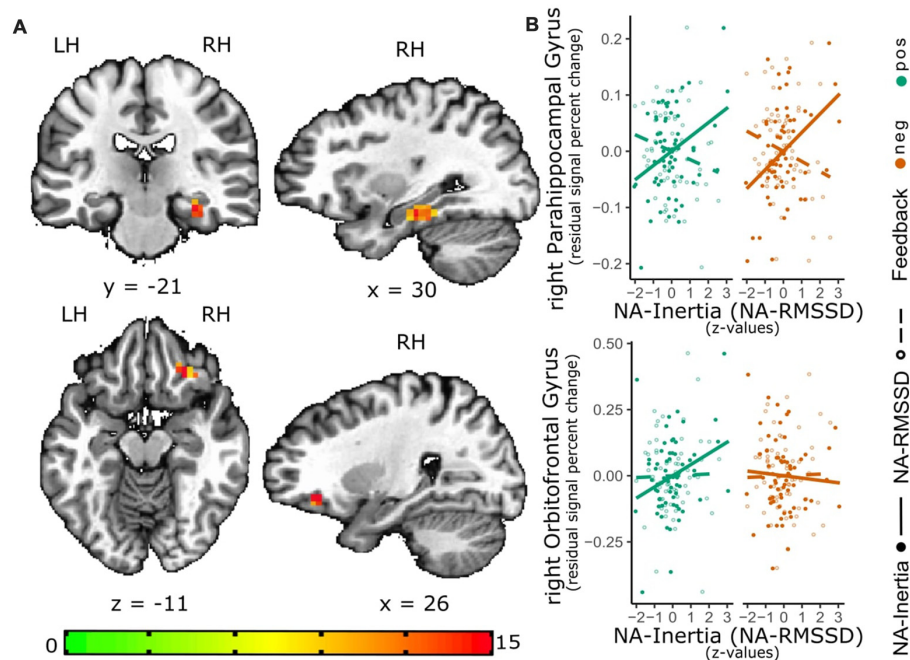 A
LH RH
RH
y = -21
x = 30
LH RH
RH
z = -11
x = 26
0 15
B
right Parahippocampal Gyrus
(residual signal percent change)
0.2
0.1
0.0
−0.1
−0.2
−2−1 0 1 2 3 −2−1 0 1 2 3
NA-Inertia (NA-RMSSD)
(z-values)
right Orbitofrontal Gyrus
(residual signal percent change)
0.50
0.25
0.00
−0.25
−2−1 0 1 2 3 −2−1 0 1 2 3
NA-Inertia (NA-RMSSD)
(z-values)
NA-Inertia NA-RMSSD Feedback neg pos